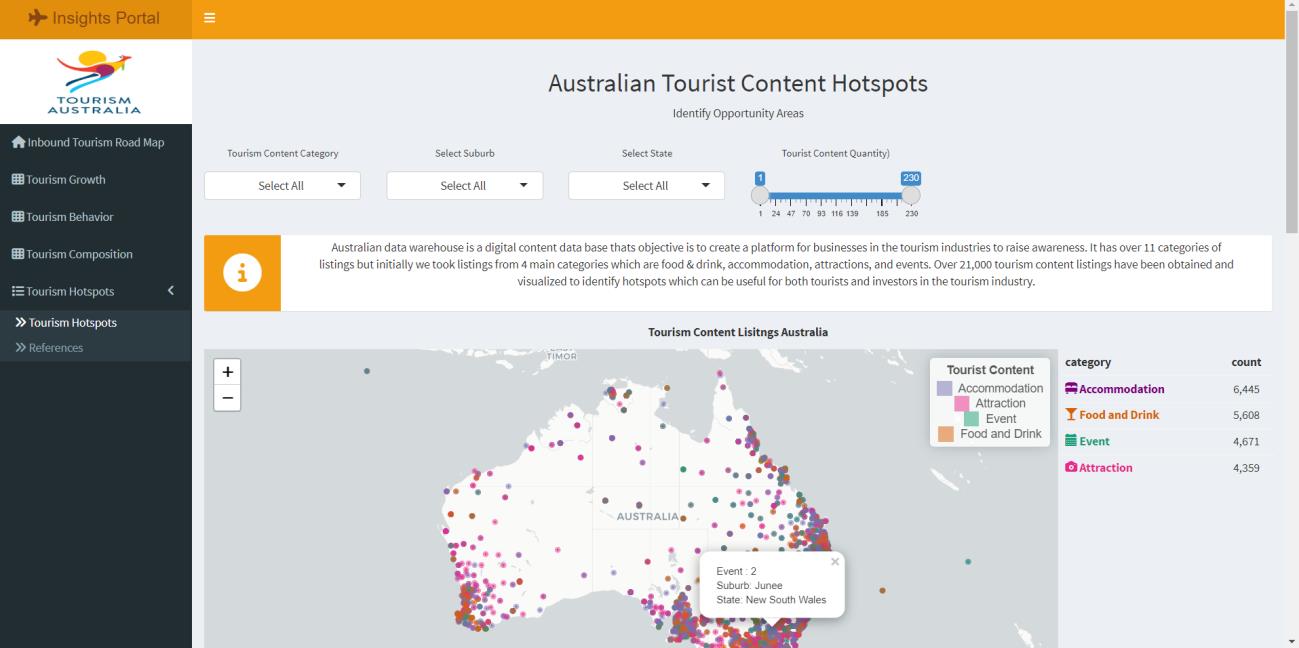 Insights Portal
TOURISM
AUSTRALIA
Inbound Tourism Road Map
Tourism Growth
Tourism Behavior
Tourism Composition
Tourism Hotspots
Tourism Hotspots
References
Australian Tourist Content Hotspots
Identify Opportunity Areas
Tourism Content Category
Select Suburb
Select State
Tourist Content Quantity)
Select All
Select All
Select All
1
230
1 24 47 70 93 116 139 185 230
Australian data warehouse is a digital content data base thats objective is to create a platform for businesses in the tourism industries to raise awareness. It has over 11 categories of
listings but initially we took listings from 4 main categories which are food & drink, accommodation, attractions, and events. Over 21,000 tourism content listings have been obtained and
visualized to identify hotspots which can be useful for both tourists and investors in the tourism industry.
Tourism Content Lisitngs Australia
+
−
EAST
TIMOR
AUSTRALIA
Tourist Content
Accommodation
Attraction
Event
Food and Drink
Event : 2
Suburb: Junee
State: New South Wales
×
category count
Accommodation 6,445
Food and Drink 5,608
Event 4,671
Attraction 4,359